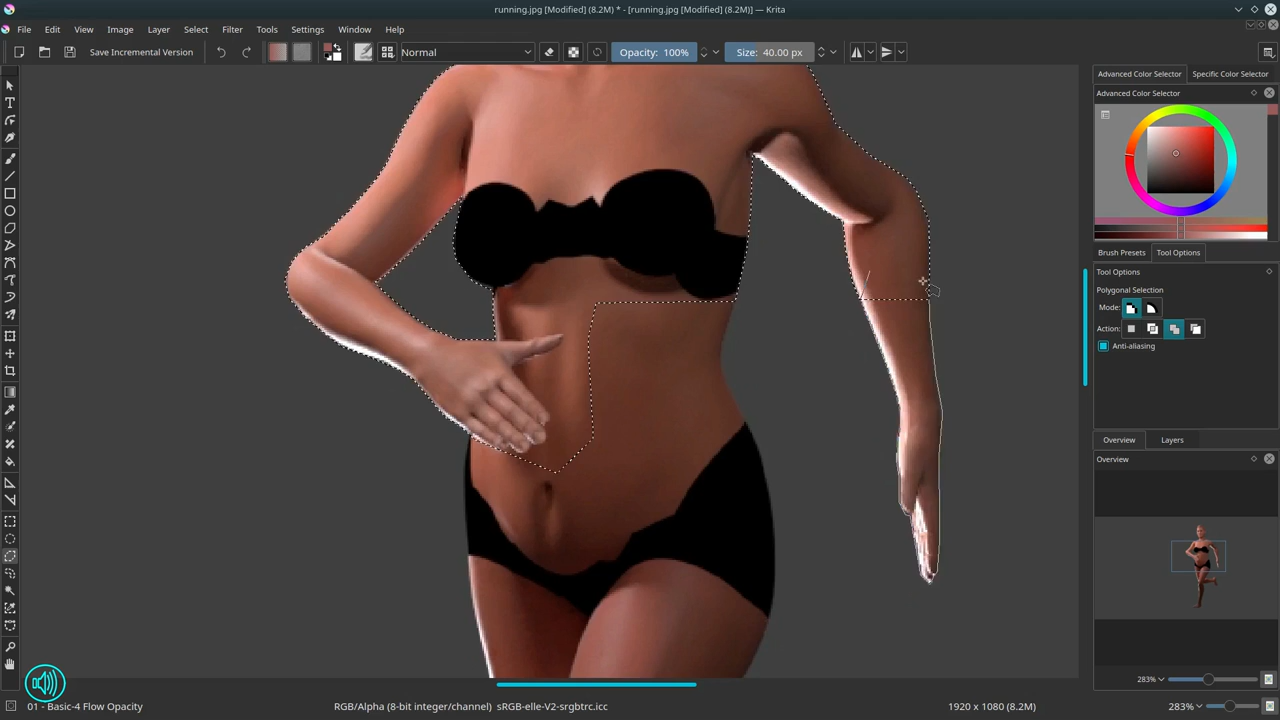 running.jpg [Modified] (8.2M) * - [running.jpg [Modified] (8.2M)] — Krita
File Edit View Image Layer Select Filter Tools Settings Window Help
Save Incremental Version Normal Opacity: 100% Size: 40.00 px
Advanced Color Selector Specific Color Selector
Advanced Color Selector
Brush Presets Tool Options
Tool Options
Polygonal Selection
Mode:
Action:
Anti-aliasing
Overview Layers
Overview
283%
01 - Basic-4 Flow Opacity RGB/Alpha (8-bit integer/channel) sRGB-elle-V2-srgbtrc.icc 1920 x 1080 (8.2M) 283%